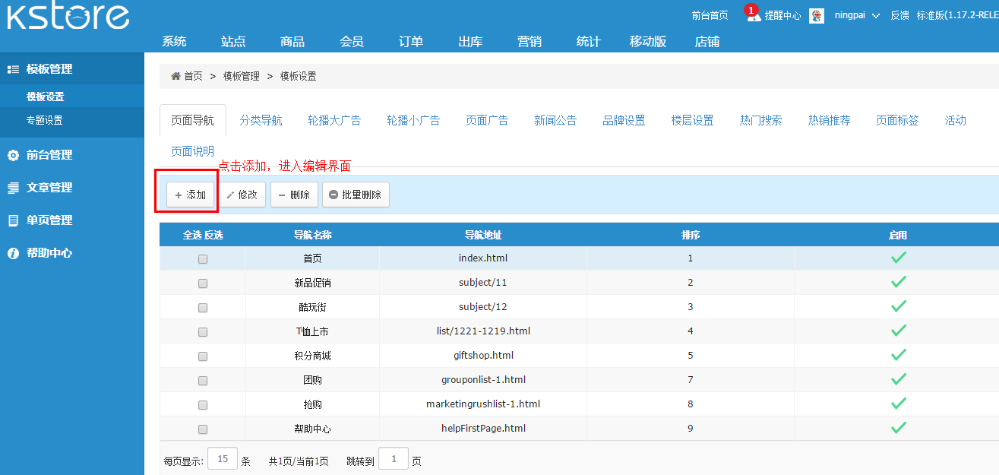 kstore
前台首页 1 提醒中心 ningpai 反馈 标准版(1.17.2-RELE
系统 站点 商品 会员 订单 出库 营销 统计 移动版 店铺
模板管理
模板设置
专题设置
前台管理
文章管理
单页管理
帮助中心
首页 > 模板管理 > 模板设置
页面导航 分类导航 轮播大广告 轮播小广告 页面广告 新闻公告 品牌设置 楼层设置 热门搜索 热销推荐 页面标签 活动
页面说明
点击添加，进入编辑界面
添加 修改 删除 批量删除
全选 反选 导航名称 导航地址 排序 启用
首页 index.html 1
新品促销 subject/11 2
酷玩街 subject/12 3
T恤上市 list/1221-1219.html 4
积分商城 giftshop.html 5
团购 grouponlist-1.html 7
抢购 marketingrushlist-1.html 8
帮助中心 helpFirstPage.html 9
每页显示: 15 条 共1页/当前1页 跳转到 1 页